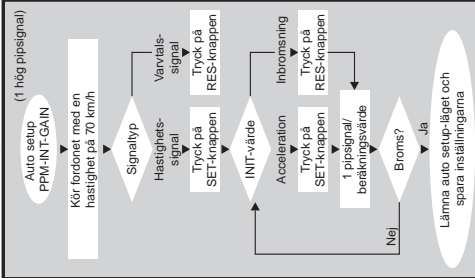 (1 hög pipsignal)
Auto setup
PPM-INT-GAIN
Kör fordonet med en
hastighet på 70 km/h
Signaltyp
Hastighets-
signal
Varvtals-
signal
Tryck på
SET-knappen
Tryck på
RES-knappen
INIT-värde
Acceleration
Inbromsning
Tryck på
SET-knappen
Tryck på
RES-knappen
1 pipsignal/
beräkningsvärde
Broms?
Nej
Ja
Lämna auto setup-läget och
spara inställningarna